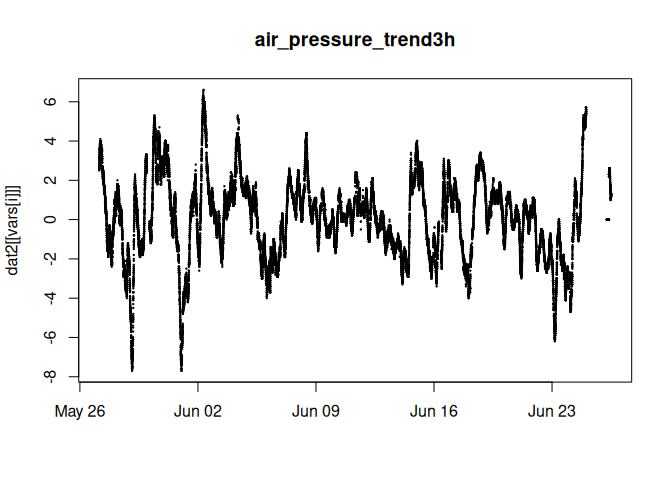 air_pressure_trend3h
dat2[[vars[i]]]
6
4
2
0
-2
-4
-6
-8
May 26
Jun 02
Jun 09
Jun 16
Jun 23